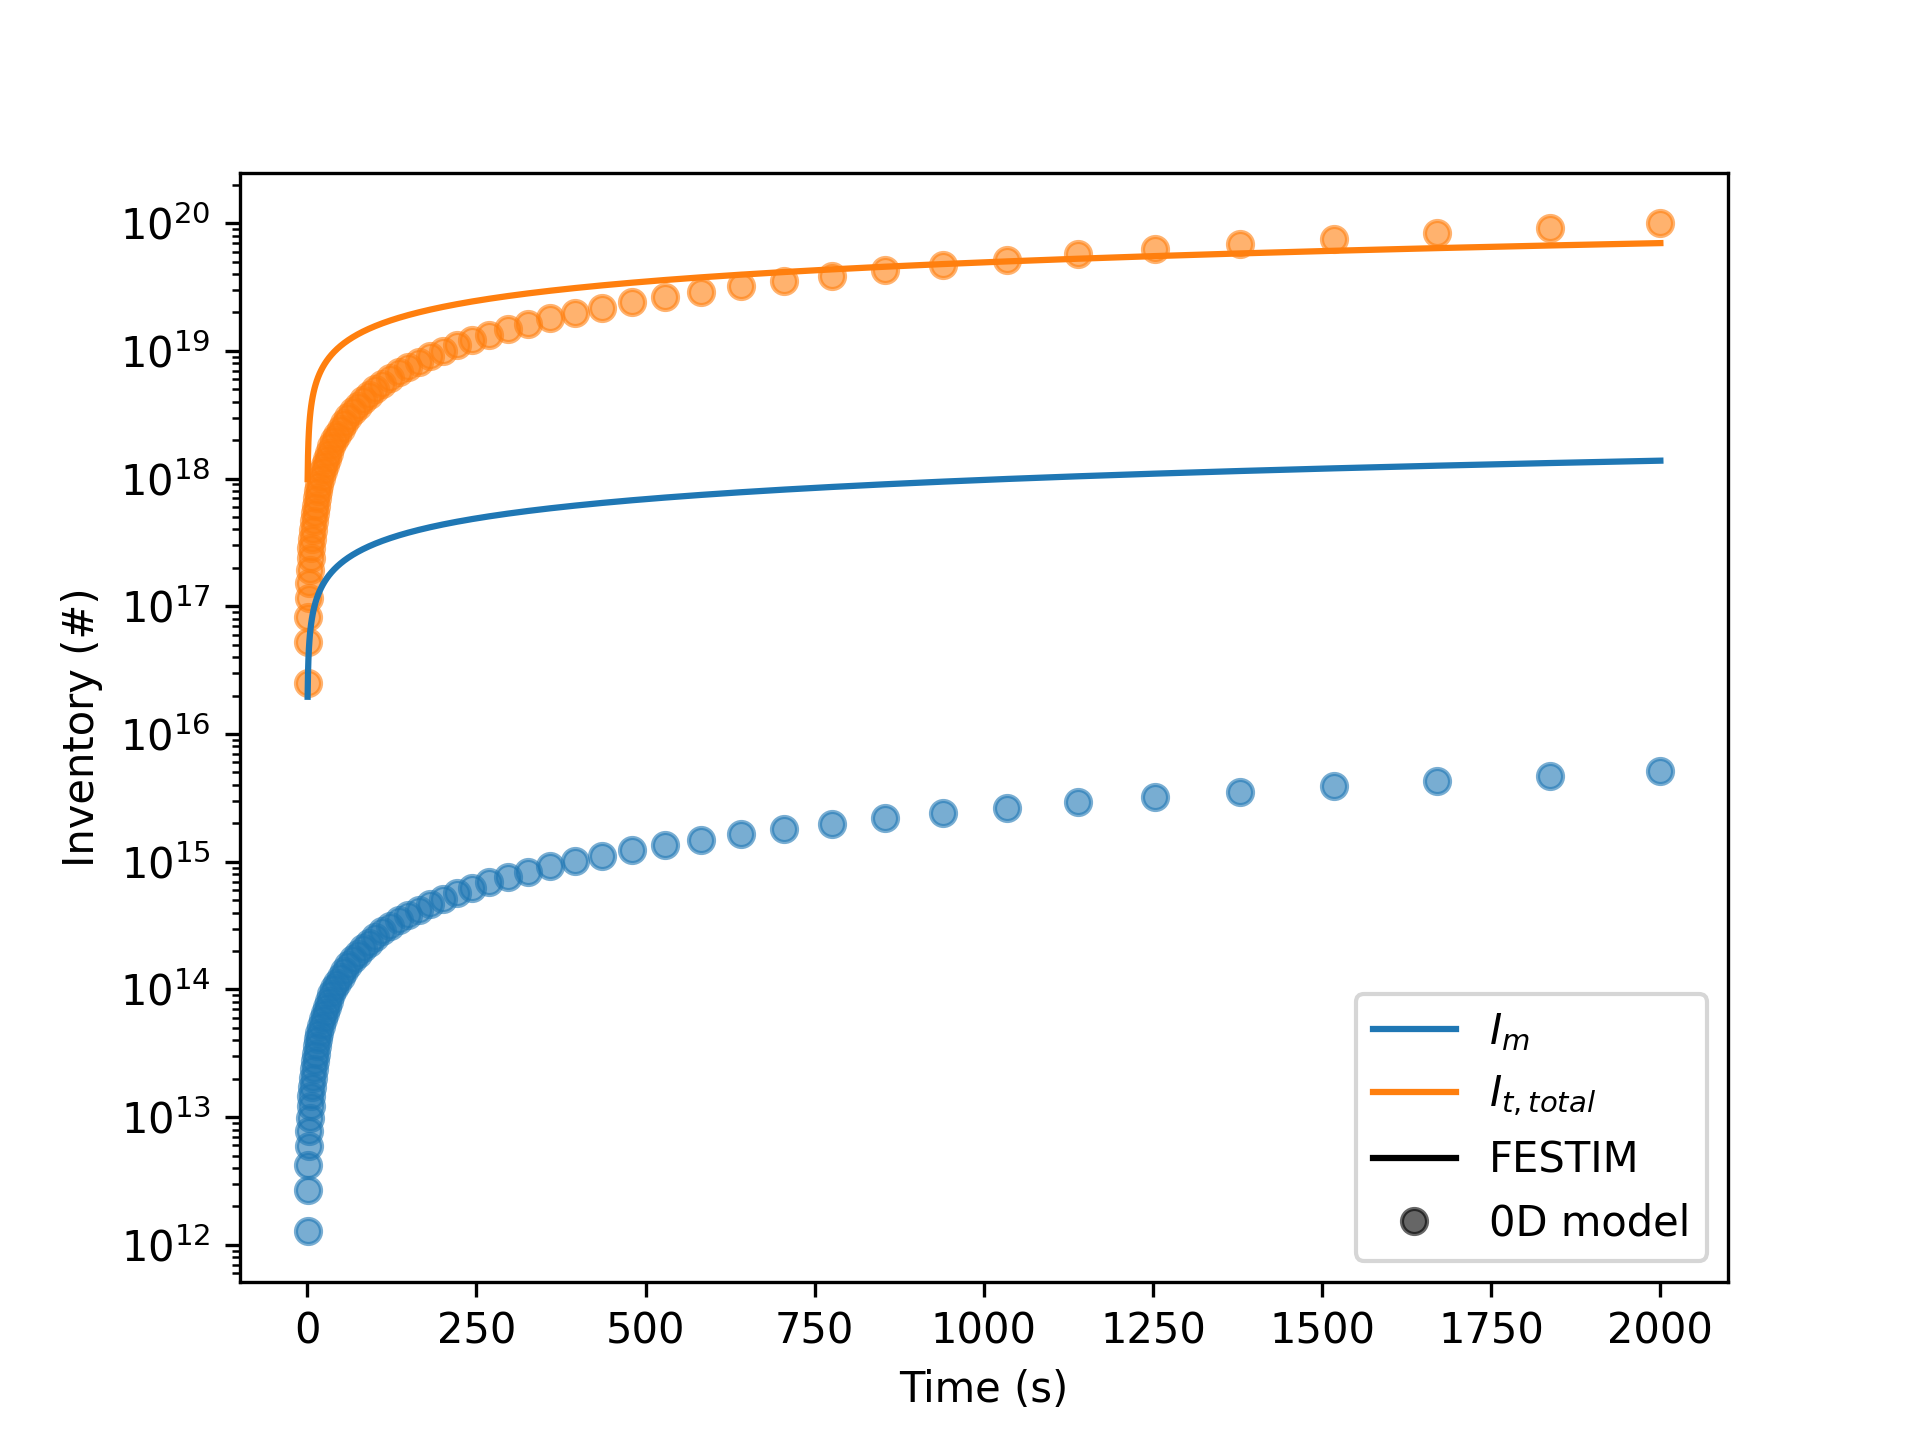 10^20
10^19
10^18
10^17
10^16
10^15
10^14
10^13
10^12
Inventory (#)
0 250 500 750 1000 1250 1500 1750 2000
Time (s)
I_m
I_{t, total}
FESTIM
0D model